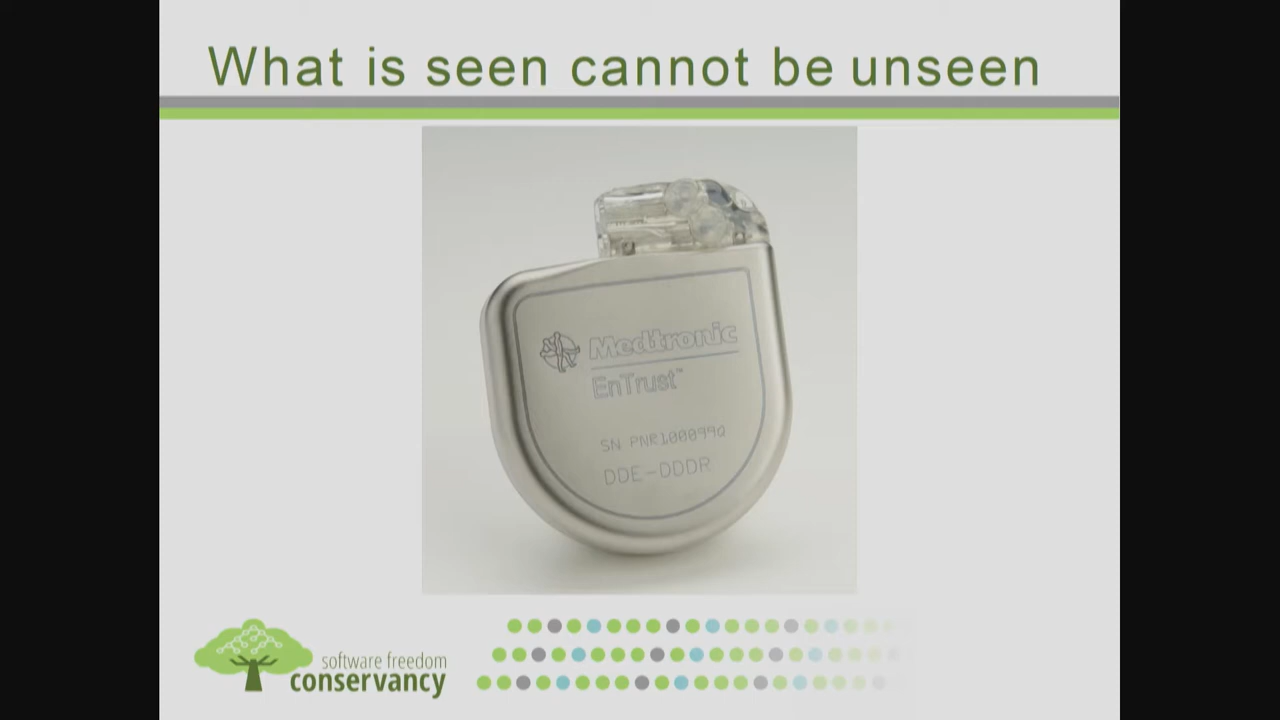 What is seen cannot be unseen
Medtronic
EnTrust™
SN PNR100099Q
DDE-DDDR
software freedom
conservancy